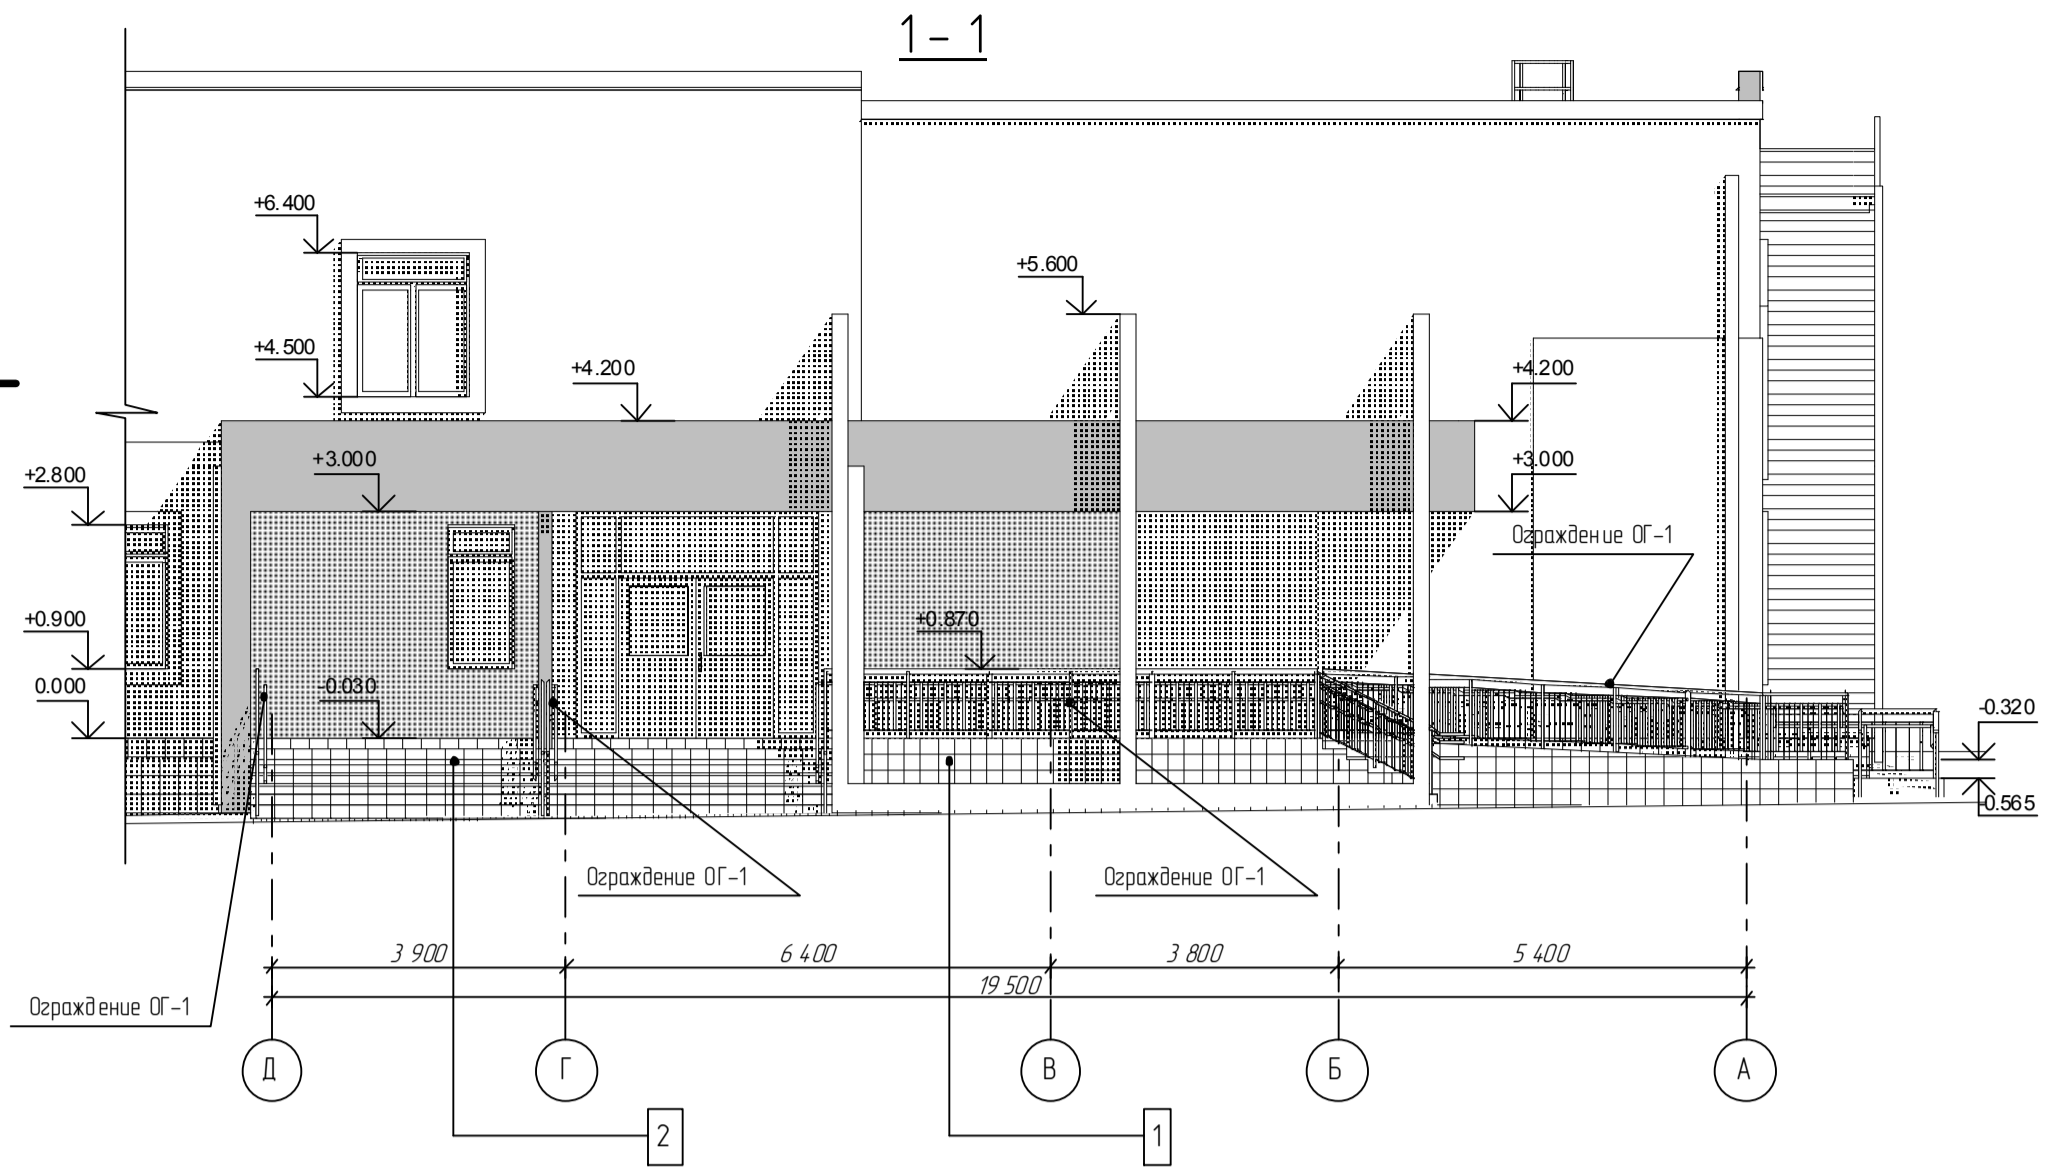 1-1
+6.400
+5.600
+4.500
+4.200
+4.200
+3.000
+3.000
+2.800
Ограждение ОГ-1
+0.900
+0.870
0.000
-0.030
-0.320
-0.565
Ограждение ОГ-1
Ограждение ОГ-1
3 900
6 400
3 800
5 400
19 500
Ограждение ОГ-1
Д
Г
В
Б
А
2
1